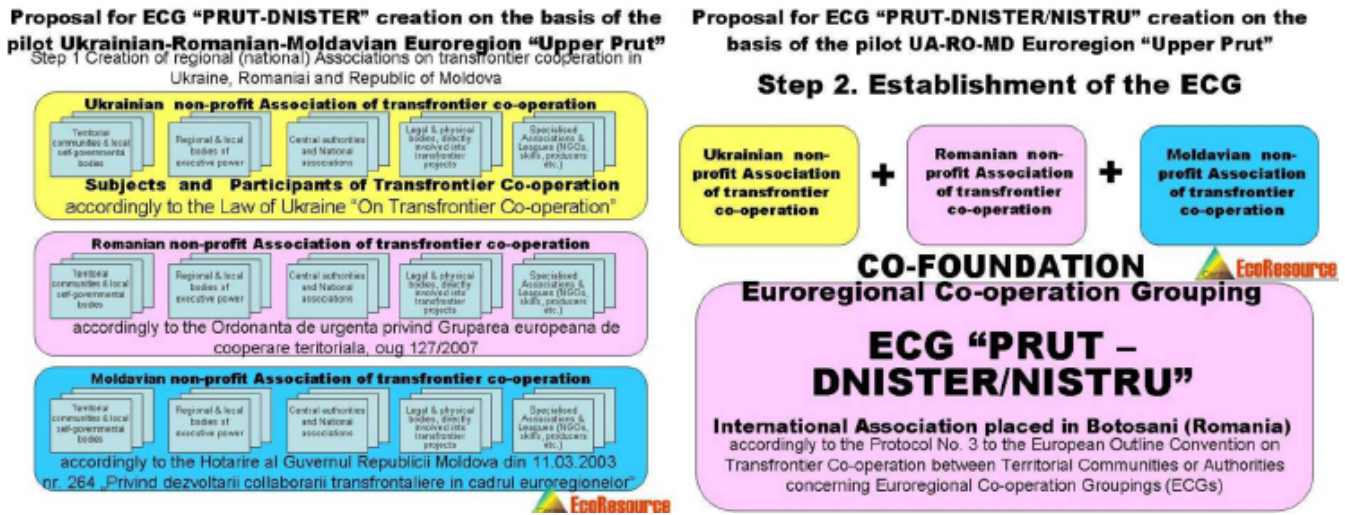 Proposal for ECG “PRUT-DNISTER” creation on the basis of the
pilot Ukrainian-Romanian-Moldavian Euroregion “Upper Prut”
Step 1 Creation of regional (national) Associations on transfrontier cooperation in
Ukraine, Romaniai and Republic of Moldova
Ukrainian non-profit Association of transfrontier co-operation
Territorial
communities & local
self-governmental
bodies
Regional & local
bodies of
executive power
Central authorities
and National
associations
Legal & physical
bodies, directly
involved into
transfrontier
projects
Specialised
Associations &
Leagues (NGOs,
skills, producers
etc.)
Subjects and Participants of Transfrontier Co-operation
accordingly to the Law of Ukraine “On Transfrontier Co-operation”
Romanian non-profit Association of transfrontier co-operation
Territorial
communities & local
self-governmental
bodies
Regional & local
bodies of
executive power
Central authorities
and National
associations
Legal & physical
bodies, directly
involved into
transfrontier
projects
Specialised
Associations &
Leagues (NGOs,
skills, producers
etc.)
accordingly to the Ordonanta de urgenta privind Gruparea europeana de
cooperare teritoriala, oug 127/2007
Moldavian non-profit Association of transfrontier co-operation
Territorial
communities & local
self-governmental
bodies
Regional & local
bodies of
executive power
Central authorities
and National
associations
Legal & physical
bodies, directly
involved into
transfrontier
projects
Specialised
Associations &
Leagues (NGOs,
skills, producers
etc.)
accordingly to the Hotarire al Guvernul Republicii Moldova din 11.03.2003
nr. 264 „Privind dezvoltarii collaborarii transfrontaliere in cadrul euroregionelor”
EcoResource
Proposal for ECG “PRUT-DNISTER/NISTRU” creation on the
basis of the pilot UA-RO-MD Euroregion “Upper Prut”
Step 2. Establishment of the ECG
Ukrainian non-
profit Association
of transfrontier
co-operation
+
Romanian non-
profit Association
of transfrontier
co-operation
+
Moldavian non-
profit Association
of transfrontier
co-operation
CO-FOUNDATION
EcoResource
Euroregional Co-operation Grouping
ECG “PRUT –
DNISTER/NISTRU”
International Association placed in Botosani (Romania)
accordingly to the Protocol No. 3 to the European Outline Convention on
Transfrontier Co-operation between Territorial Communities or Authorities
concerning Euroregional Co-operation Groupings (ECGs)